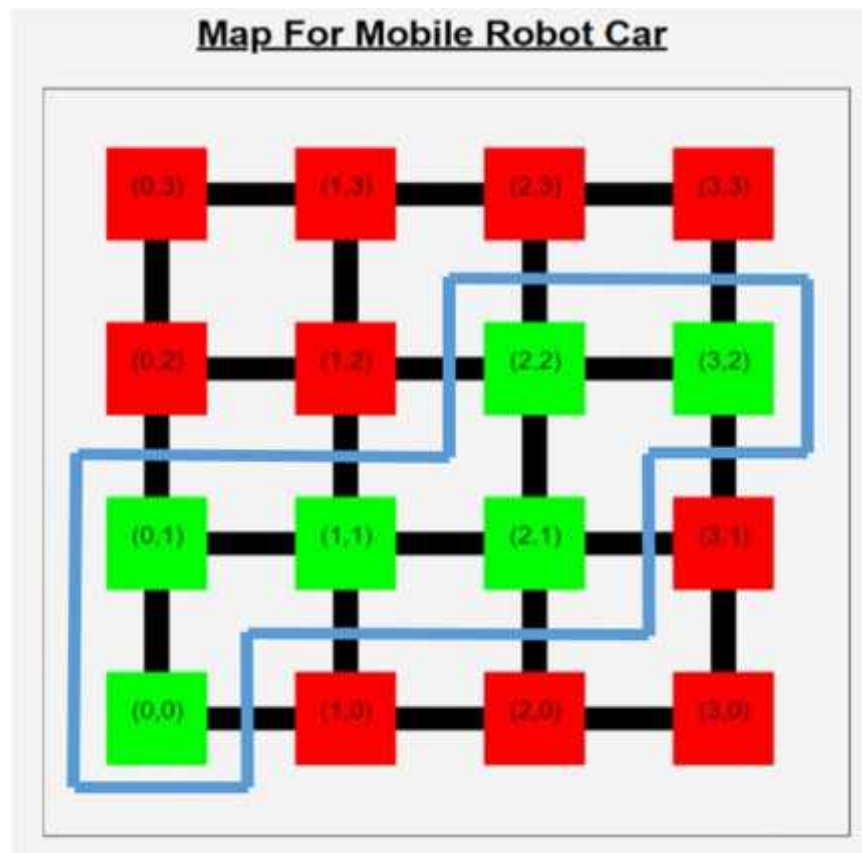 Map For Mobile Robot Car
(0,3) (1,3) (2,3) (3,3)
(0,2) (1,2) (2,2) (3,2)
(0,1) (1,1) (2,1) (3,1)
(0,0) (1,0) (2,0) (3,0)